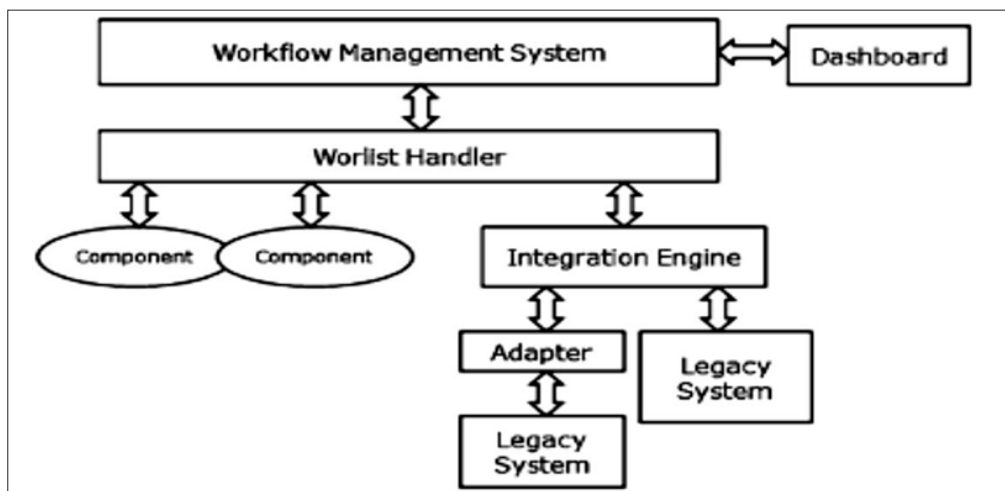 Workflow Management System
Dashboard
Worlist Handler
Component
Component
Integration Engine
Adapter
Legacy
System
Legacy
System